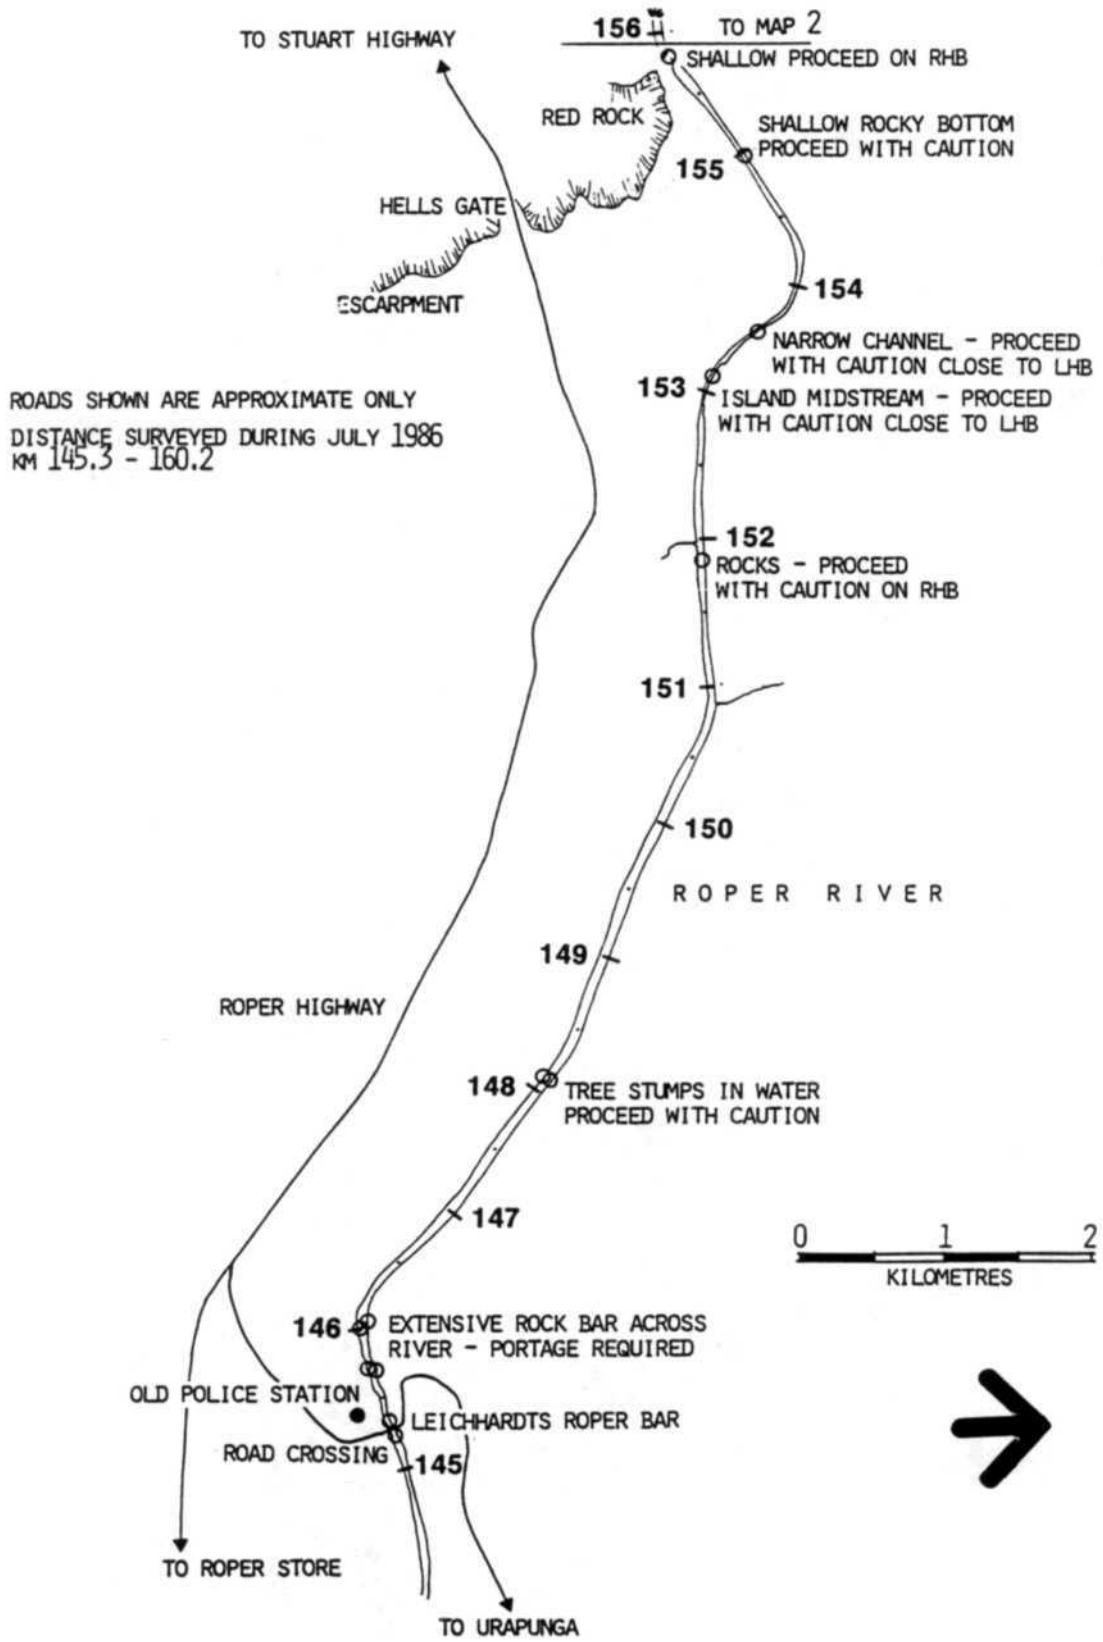 156
TO MAP 2
TO STUART HIGHWAY
SHALLOW PROCEED ON RHB
RED ROCK
SHALLOW ROCKY BOTTOM
PROCEED WITH CAUTION
155
HELLS GATE
154
ESCARPMENT
NARROW CHANNEL - PROCEED
WITH CAUTION CLOSE TO LHB
153
ISLAND MIDSTREAM - PROCEED
WITH CAUTION CLOSE TO LHB
ROADS SHOWN ARE APPROXIMATE ONLY
DISTANCE SURVEYED DURING JULY 1986
KM 145.3 - 160.2
152
ROCKS - PROCEED
WITH CAUTION ON RHB
151
150
ROPER RIVER
149
ROPER HIGHWAY
148
TREE STUMPS IN WATER
PROCEED WITH CAUTION
147
0 1 2
KILOMETRES
146
EXTENSIVE ROCK BAR ACROSS
RIVER - PORTAGE REQUIRED
OLD POLICE STATION
LEICHHARDTS ROPER BAR
ROAD CROSSING
145
TO ROPER STORE
TO URAPUNGA